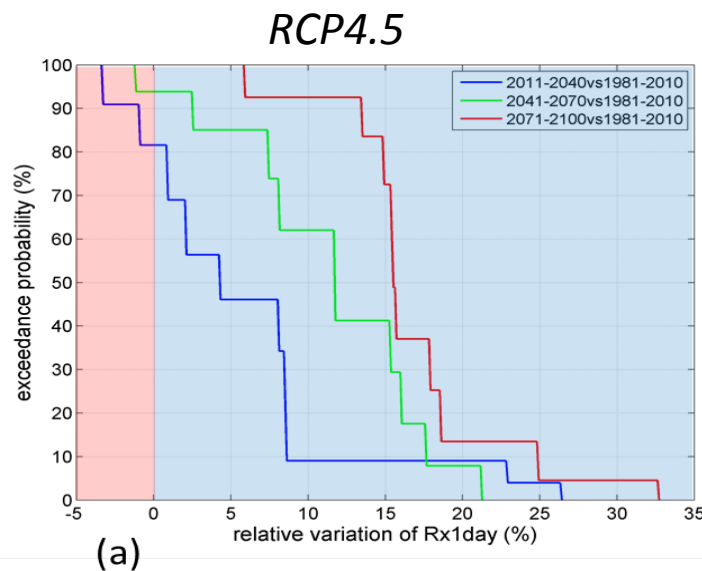 RCP4.5
100
90
80
70
60
50
40
30
20
10
0
exceedance probability (%)
2011-2040vs1981-2010
2041-2070vs1981-2010
2071-2100vs1981-2010
-5 0 5 10 15 20 25 30 35
relative variation of Rx1day (%)
(a)